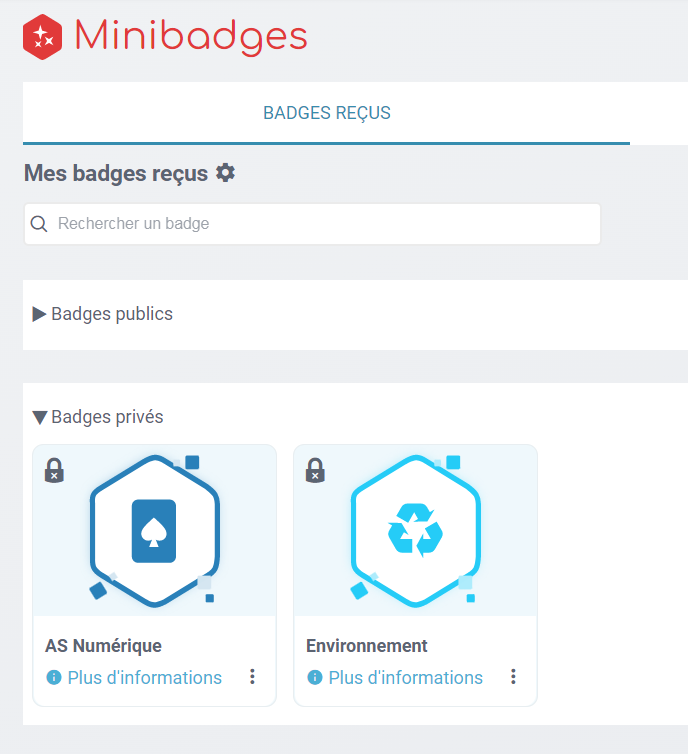 Minibadges
BADGES REÇUS
Mes badges reçus
Rechercher un badge
Badges publics
Badges privés
AS Numérique
Plus d'informations
Environnement
Plus d'informations